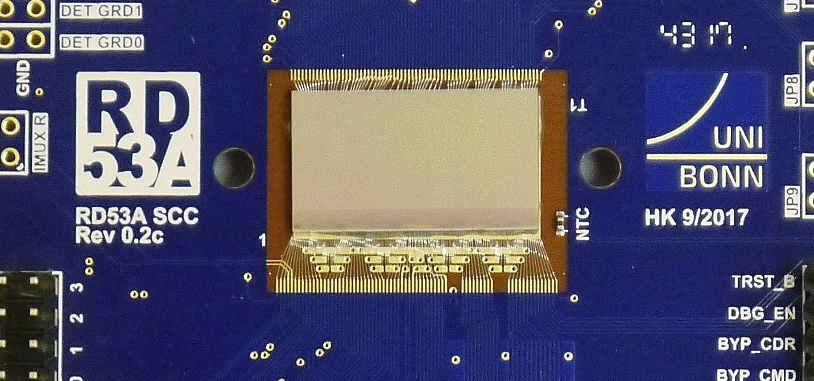 DET GRD1
DET GRD0
GND
IMUX R
RD
53A
RD53A SCC
Rev 0.2c
1
T1
NTC
4317.
UNI
BONN
HK 9/2017
JP8
JP9
3
2
1
TRST_B
DBG_EN
BYP_CDR
BYP_CMD